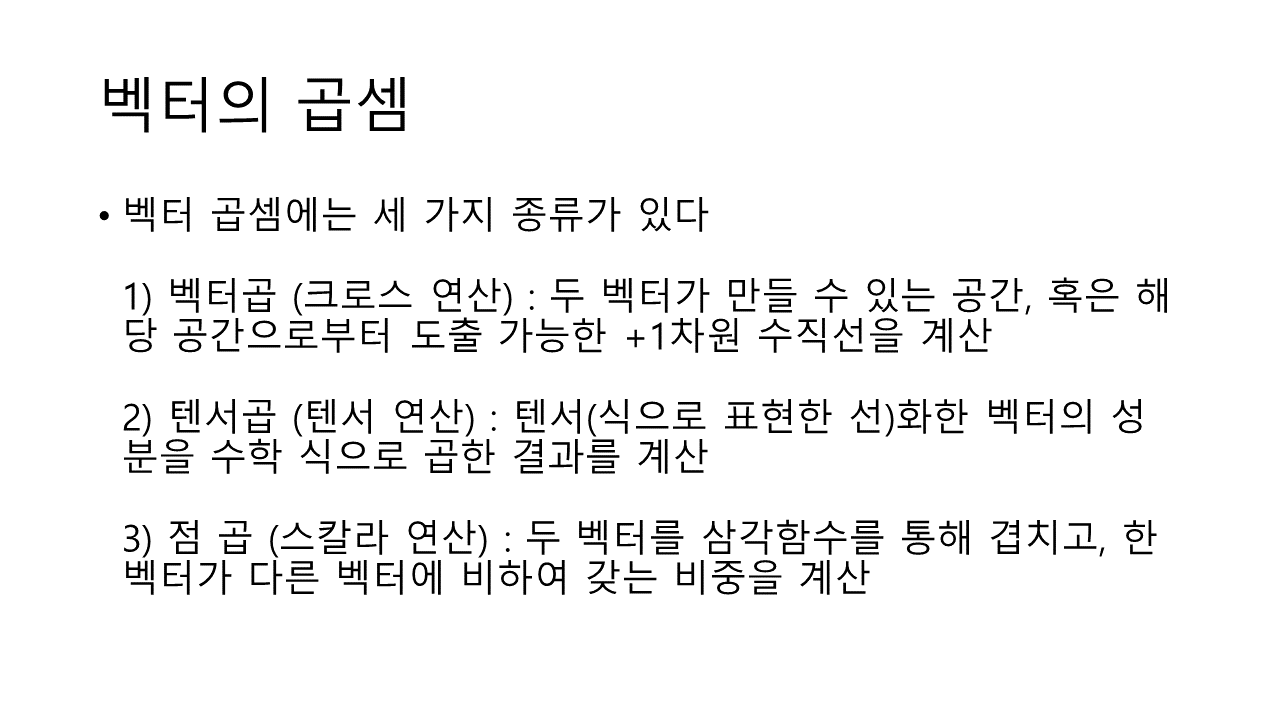 벡터의 곱셈
• 벡터 곱셈에는 세 가지 종류가 있다
1) 벡터곱 (크로스 연산) : 두 벡터가 만들 수 있는 공간, 혹은 해
당 공간으로부터 도출 가능한 +1차원 수직선을 계산
2) 텐서곱 (텐서 연산) : 텐서(식으로 표현한 선)화한 벡터의 성
분을 수학 식으로 곱한 결과를 계산
3) 점 곱 (스칼라 연산) : 두 벡터를 삼각함수를 통해 겹치고, 한
벡터가 다른 벡터에 비하여 갖는 비중을 계산